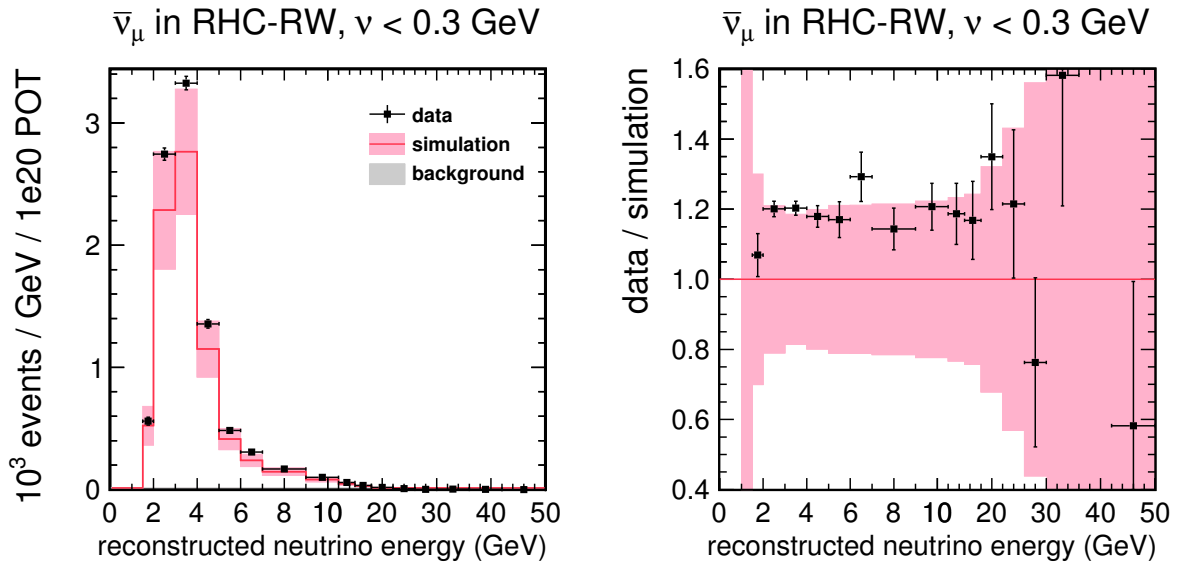 ν̅μ in RHC-RW, ν < 0.3 GeV
10³ events / GeV / 1e20 POT
3
2
1
0
data
simulation
background
0 2 4 6 8 10 20 30 40 50
reconstructed neutrino energy (GeV)
ν̅μ in RHC-RW, ν < 0.3 GeV
data / simulation
1.6
1.4
1.2
1.0
0.8
0.6
0.4
0 2 4 6 8 10 20 30 40 50
reconstructed neutrino energy (GeV)